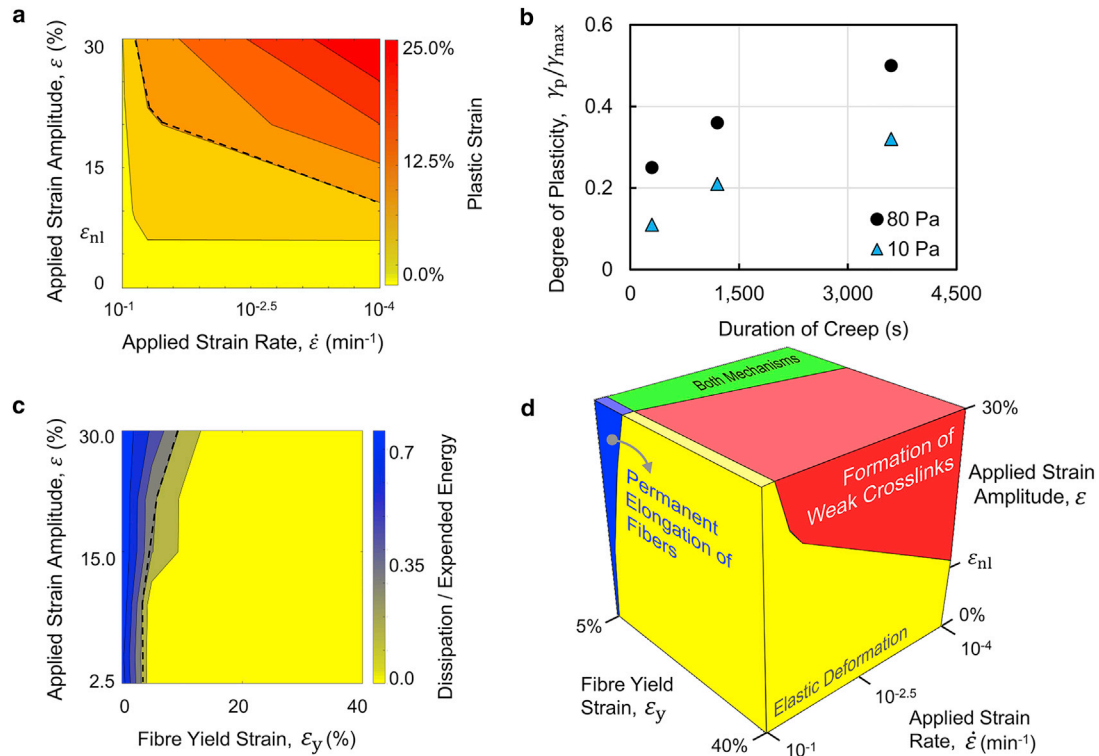 a
Applied Strain Amplitude, ε (%)
30
15
ε_nl
0
10⁻¹
10⁻²·⁵
10⁻⁴
Applied Strain Rate, ε̇ (min⁻¹)
25.0%
12.5%
0.0%
Plastic Strain
b
Degree of Plasticity, γ_p/γ_max
0.6
0.4
0.2
0
0
1,500
3,000
4,500
Duration of Creep (s)
80 Pa
10 Pa
c
Applied Strain Amplitude, ε (%)
30.0
15.0
2.5
0
20
40
Fibre Yield Strain, ε_y (%)
0.7
0.35
0.0
Dissipation / Expended Energy
d
Both Mechanisms
Formation of
Weak Crosslinks
Permanent
Elongation of
Fibers
Elastic Deformation
30%
Applied Strain
Amplitude, ε
ε_nl
0%
10⁻⁴
10⁻²·⁵
10⁻¹
Applied Strain
Rate, ε̇ (min⁻¹)
5%
Fibre Yield
Strain, ε_y
40%